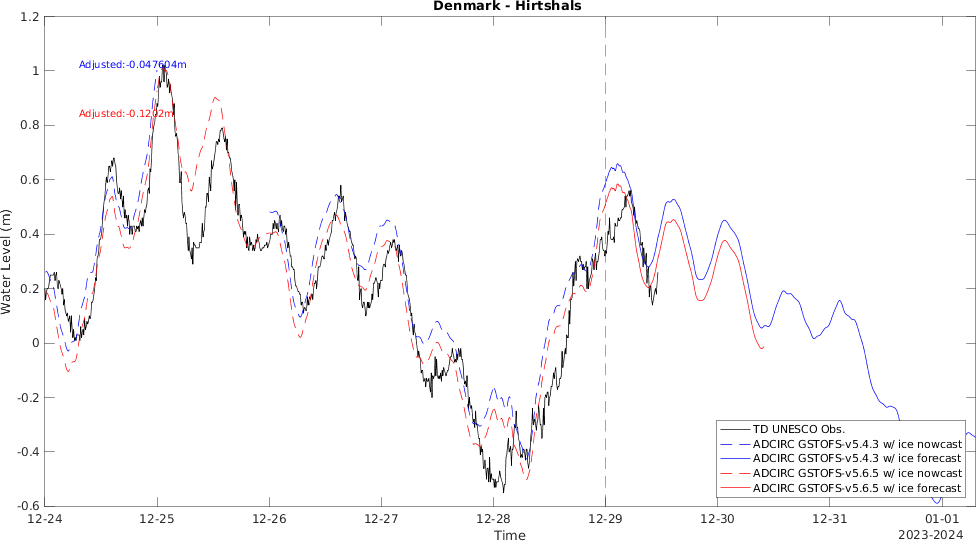 Denmark - Hirtshals
1.2
1
0.8
0.6
0.4
0.2
0
-0.2
-0.4
-0.6
Water Level (m)
Adjusted:-0.047604m
Adjusted:-0.1202m
TD UNESCO Obs.
ADCIRC GSTOFS-v5.4.3 w/ ice nowcast
ADCIRC GSTOFS-v5.4.3 w/ ice forecast
ADCIRC GSTOFS-v5.6.5 w/ ice nowcast
ADCIRC GSTOFS-v5.6.5 w/ ice forecast
12-24 12-25 12-26 12-27 12-28 12-29 12-30 12-31 01-01
Time
2023-2024